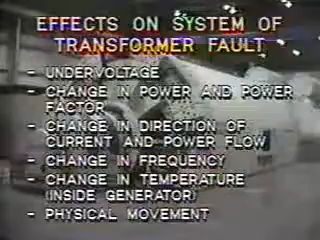 EFFECTS ON SYSTEM OF
TRANSFORMER FAULT
- UNDERVOLTAGE
- CHANGE IN POWER AND POWER
FACTOR
- CHANGE IN DIRECTION OF
CURRENT AND POWER FLOW
- CHANGE IN FREQUENCY
- CHANGE IN TEMPERATURE
(INSIDE GENERATOR)
- PHYSICAL MOVEMENT